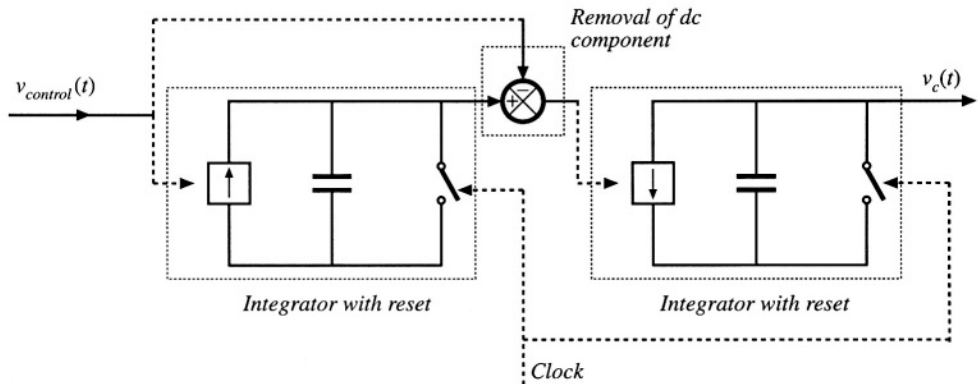 Removal of dc
component
v_control(t)
v_c(t)
+ −
Integrator with reset
Integrator with reset
Clock